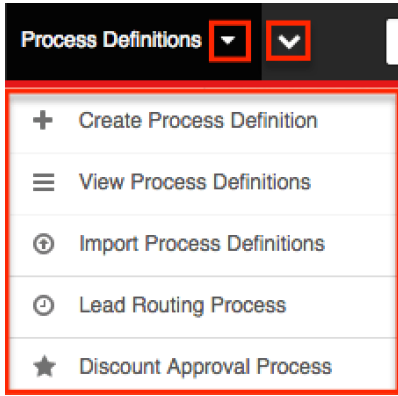 Process Definitions
Create Process Definition
View Process Definitions
Import Process Definitions
Lead Routing Process
Discount Approval Process